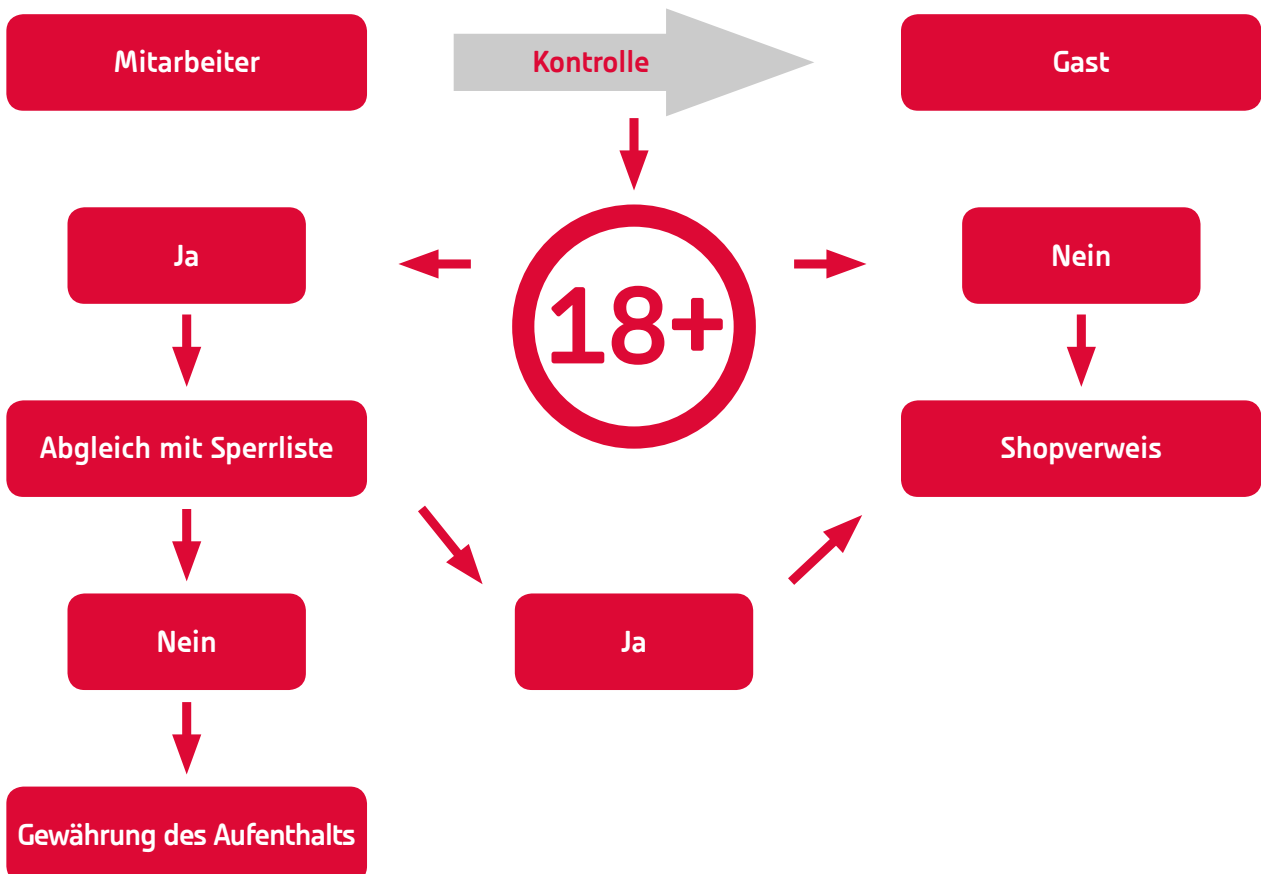 Mitarbeiter
Kontrolle
Gast
Ja
18+
Nein
Abgleich mit Sperrliste
Shopverweis
Nein
Ja
Gewährung des Aufenthalts